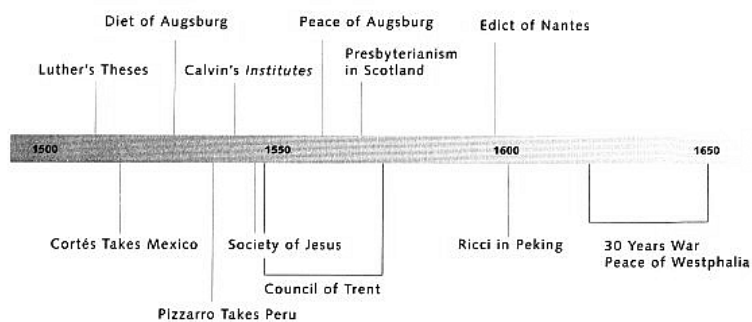 Diet of Augsburg
Peace of Augsburg
Edict of Nantes
Luther's Theses
Calvin's Institutes
Presbyterianism
in Scotland
1500
1550
1600
1650
Cortés Takes Mexico
Society of Jesus
Ricci in Peking
30 Years War
Peace of Westphalia
Council of Trent
Pizzarro Takes Peru